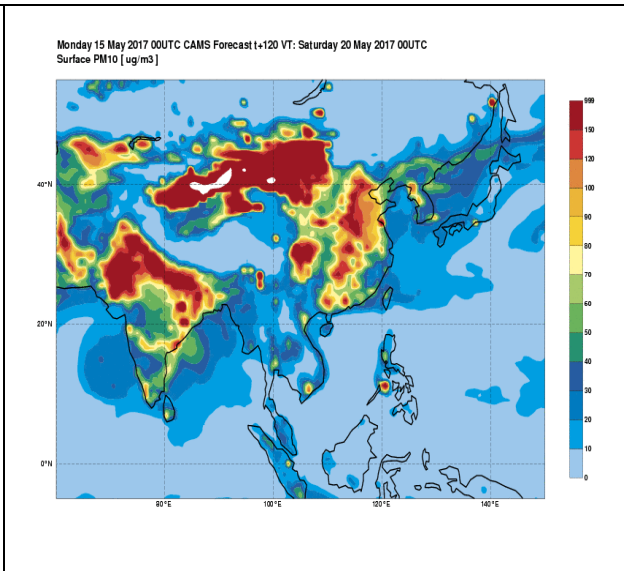 Monday 15 May 2017 00UTC CAMS Forecast t+120 VT: Saturday 20 May 2017 00UTC
Surface PM10 [ ug/m3 ]
999
150
120
100
90
80
70
60
50
40
30
20
10
0
40°N
20°N
0°N
80°E
100°E
120°E
140°E